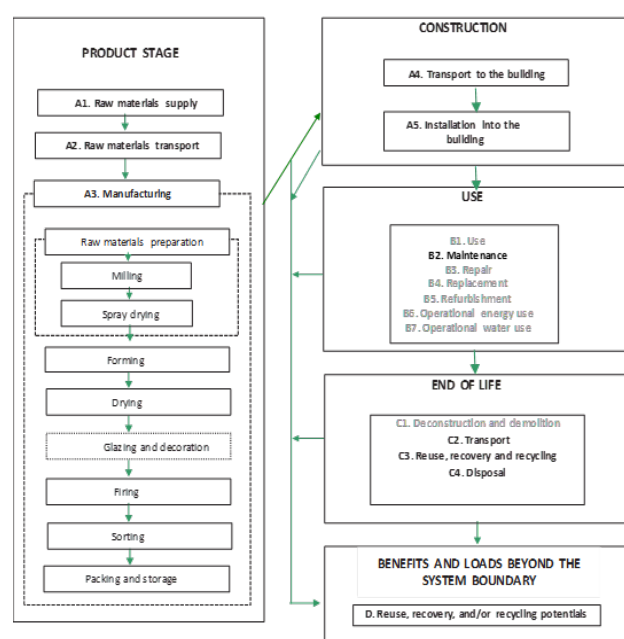 PRODUCT STAGE
A1. Raw materials supply
A2. Raw materials transport
A3. Manufacturing
Raw materials preparation
Milling
Spray drying
Forming
Drying
Glazing and decoration
Firing
Sorting
Packing and storage
CONSTRUCTION
A4. Transport to the building
A5. Installation into the
building
USE
B1. Use
B2. Maintenance
B3. Repair
B4. Replacement
B5. Refurbishment
B6. Operational energy use
B7. Operational water use
END OF LIFE
C1. Deconstruction and demolition
C2. Transport
C3. Reuse, recovery and recycling
C4. Disposal
BENEFITS AND LOADS BEYOND THE
SYSTEM BOUNDARY
D. Reuse, recovery, and/or recycling potentials